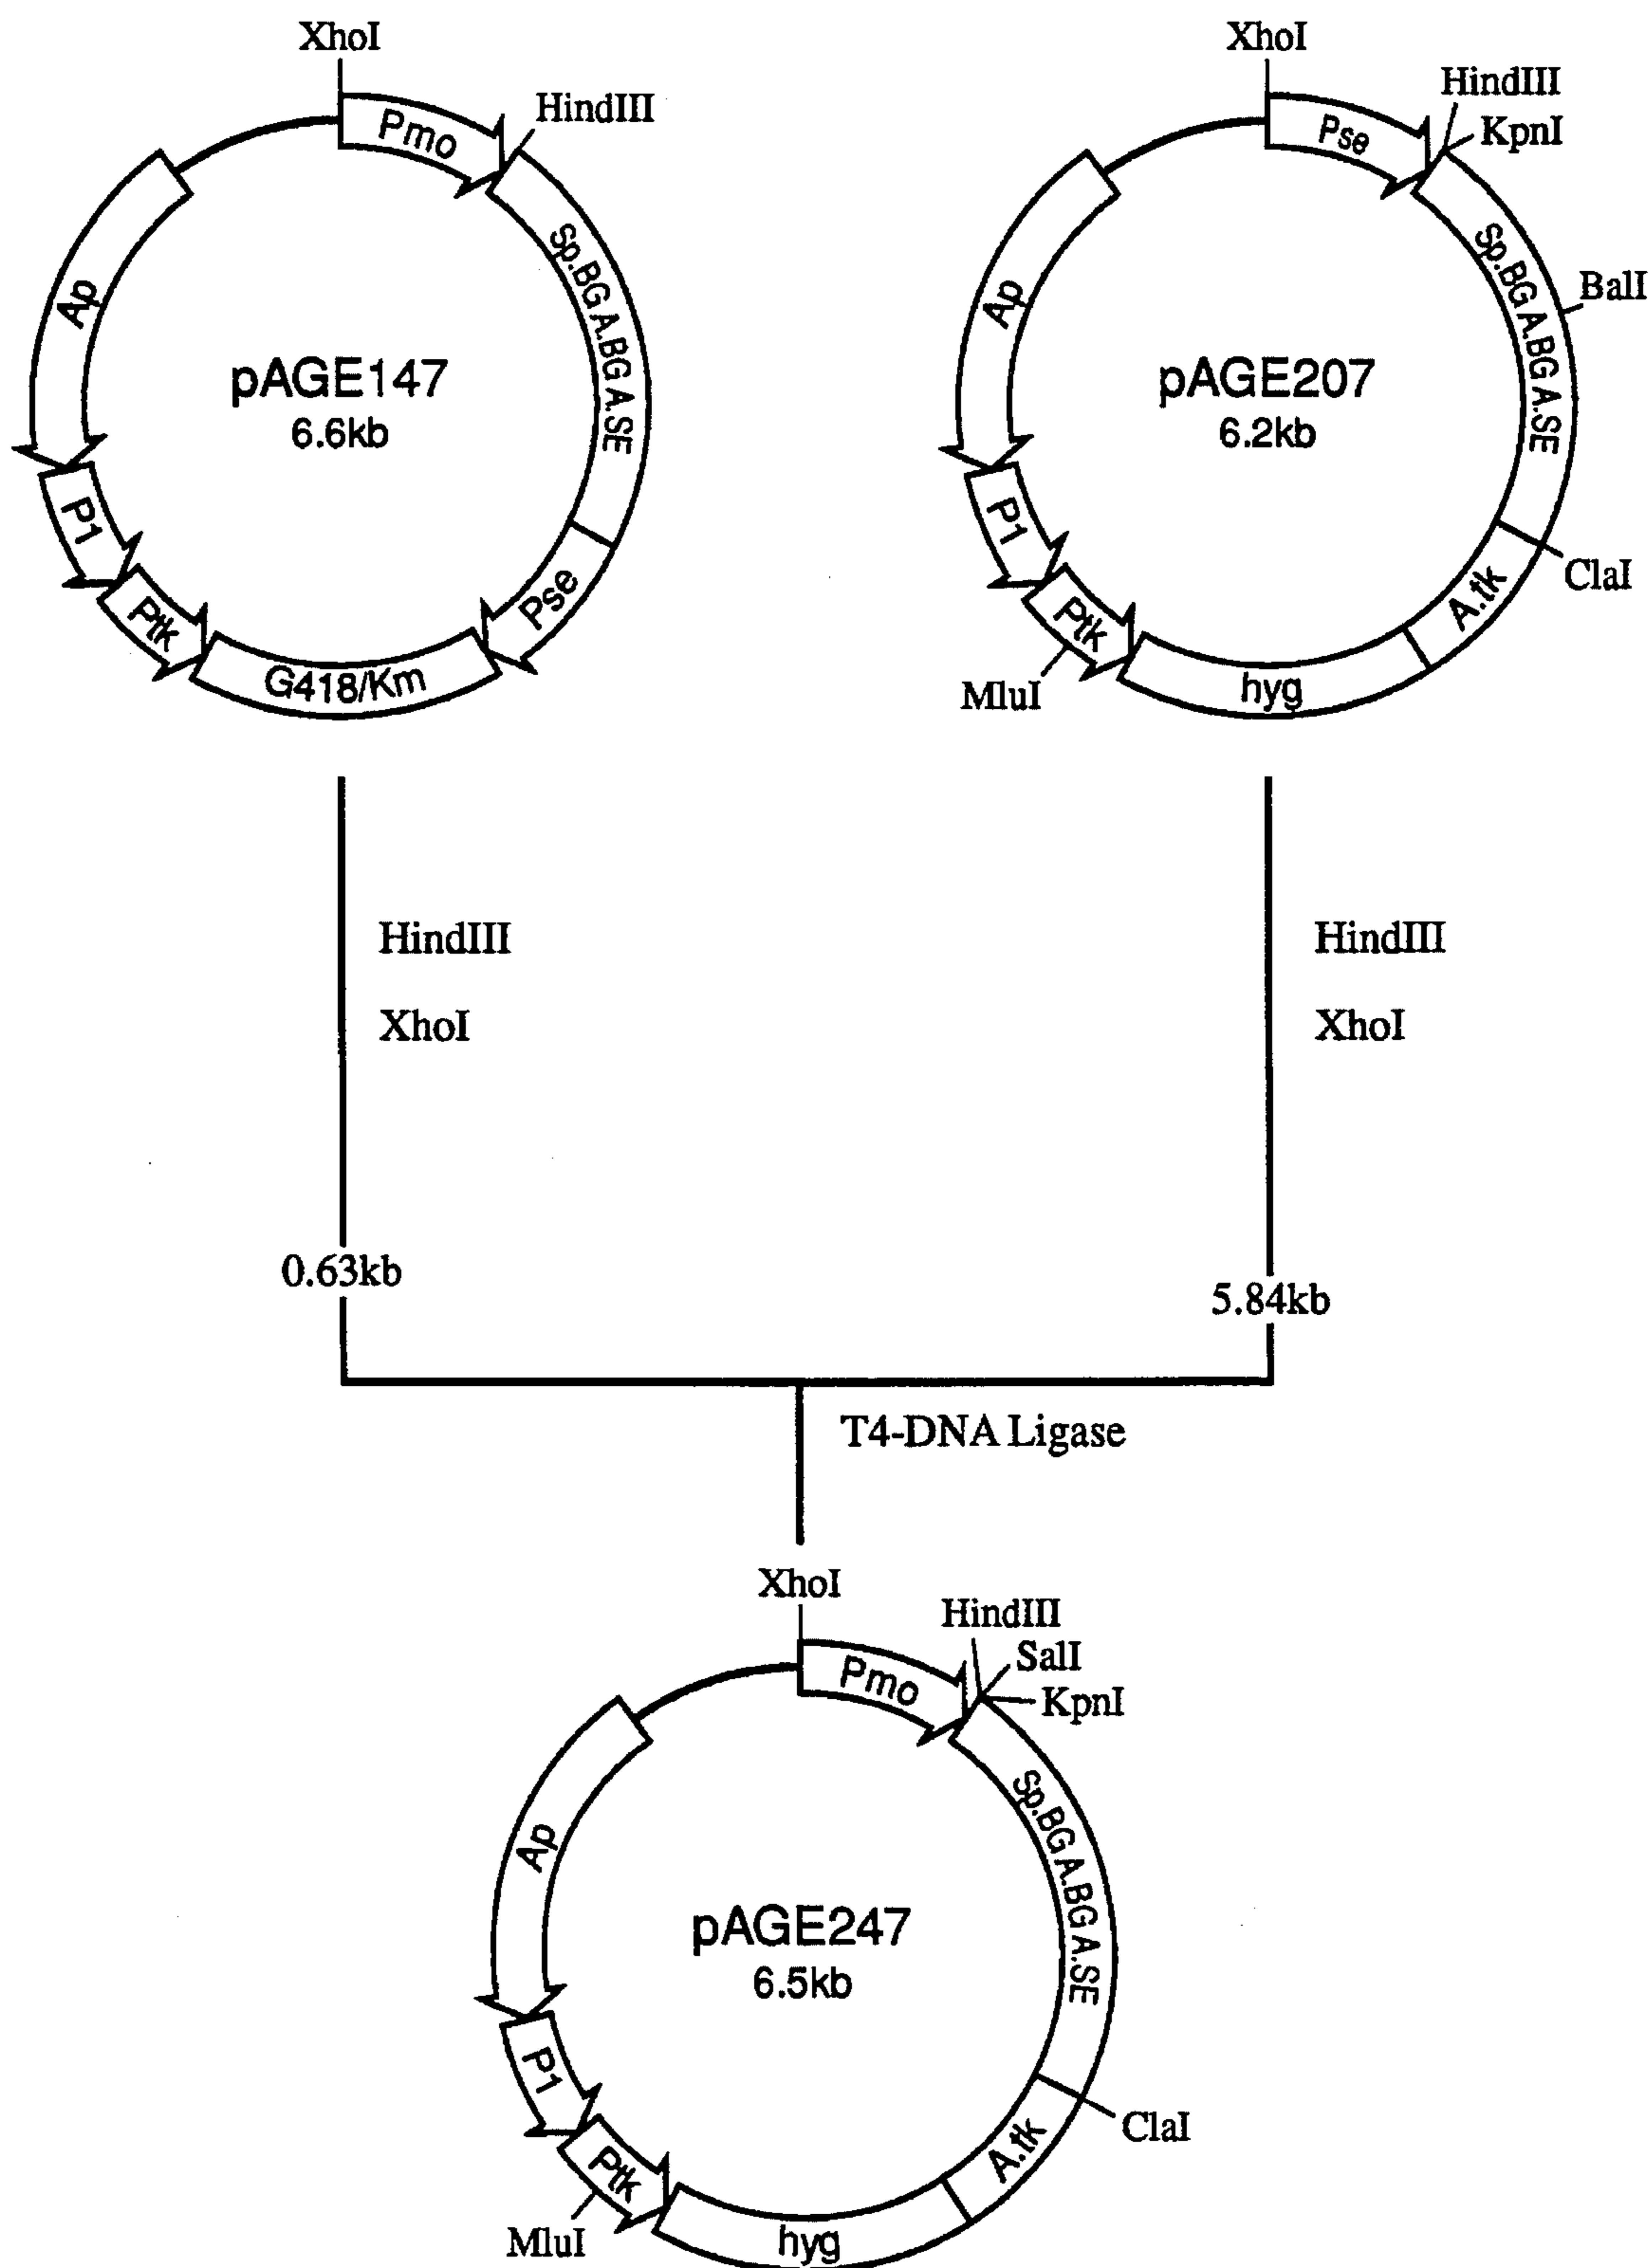 XhoI
HindIII
Pmo
Sp.BG A.BG A.SE
Pse
G418/Km
Ptk
P1
Ap
pAGE147
6.6kb
XhoI
HindIII
KpnI
Pse
Sp.BG A.BG A.SE
BalI
ClaI
A.tk
hyg
MluI
Ptk
P1
Ap
pAGE207
6.2kb
HindIII
XhoI
HindIII
XhoI
0.63kb
5.84kb
T4-DNA Ligase
XhoI
HindIII
SalI
KpnI
Pmo
Sp.BG A.BG A.SE
ClaI
A.tk
hyg
MluI
Ptk
P1
Ap
pAGE247
6.5kb